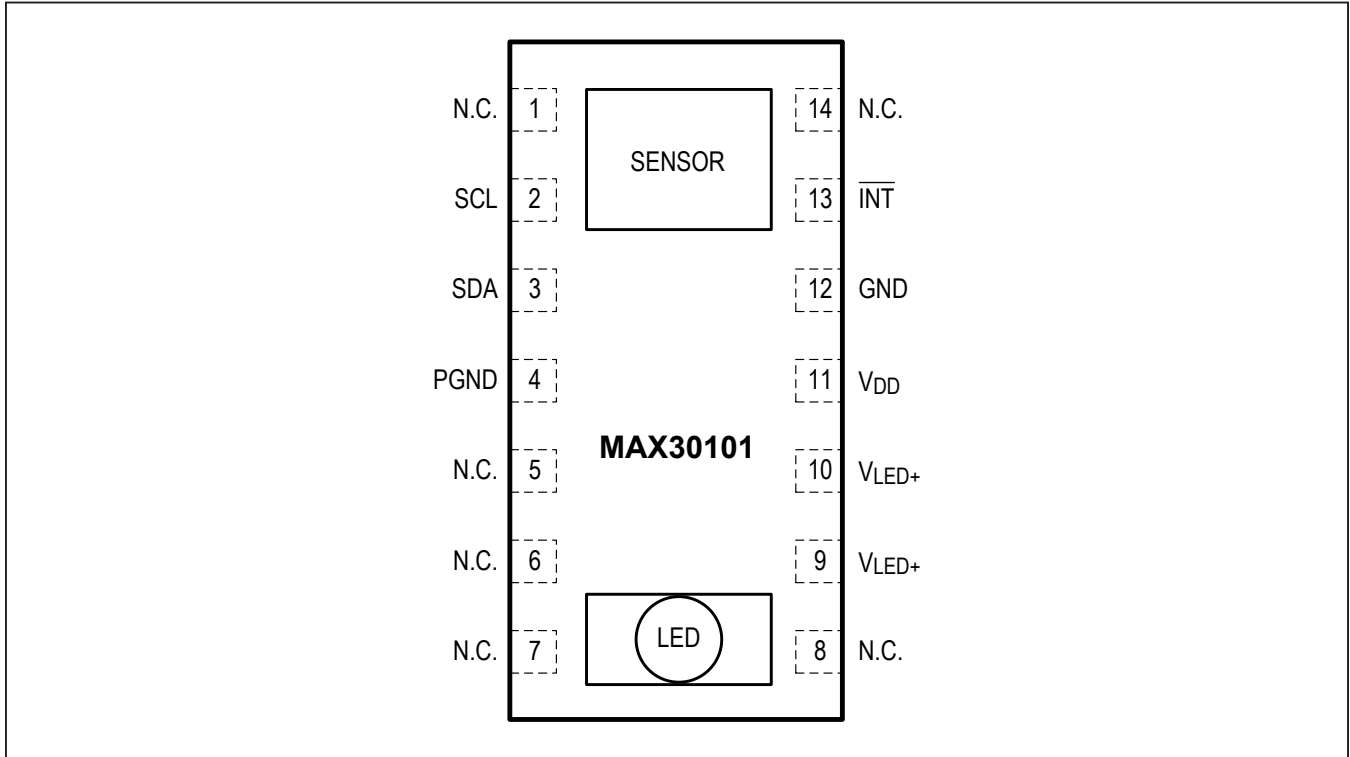 N.C. 1 14 N.C.
SENSOR
SCL 2 13 I̅N̅T̅
SDA 3 12 GND
PGND 4 11 VDD
MAX30101
N.C. 5 10 VLED+
N.C. 6 9 VLED+
LED
N.C. 7 8 N.C.